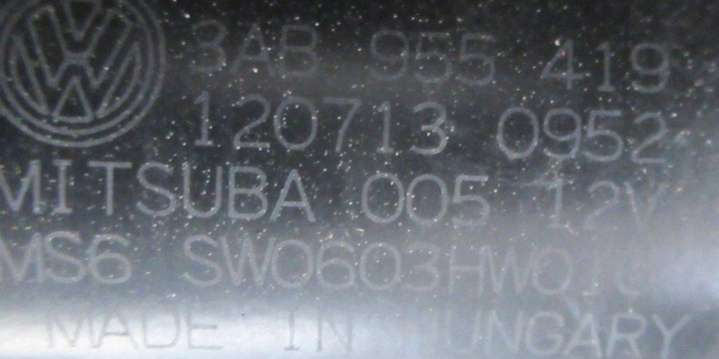 3AB 955 419
120713 0952
MITSUBA 005 12V
MS6
MADE IN HUNGARY